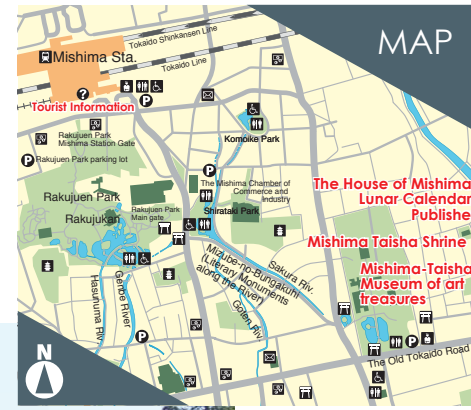 MAP
Tokaido Shinkansen Line
Mishima Sta.
Tokaido Line
?
Tourist Information
P
Rakujuen Park
Mishima Station Gate
Komoike Park
P
Rakujuen Park parking lot
P
The Mishima Chamber of
Commerce and
Industry
The House of Mishima
Lunar Calendar
Publishe
Rakujuen Park
Rakujukan
Rakujuen Park
Main gate
Shirataki Park
Mishima Taisha Shrine
Mizube-no-Bungakuhi
(Literary Monuments
along the River)
Sakura Riv.
Mishima-Taisha
Museum of art
treasures
Hasunuma Riv.
Genbe River
Goten Riv.
P
P
The Old Tokaido Road
N